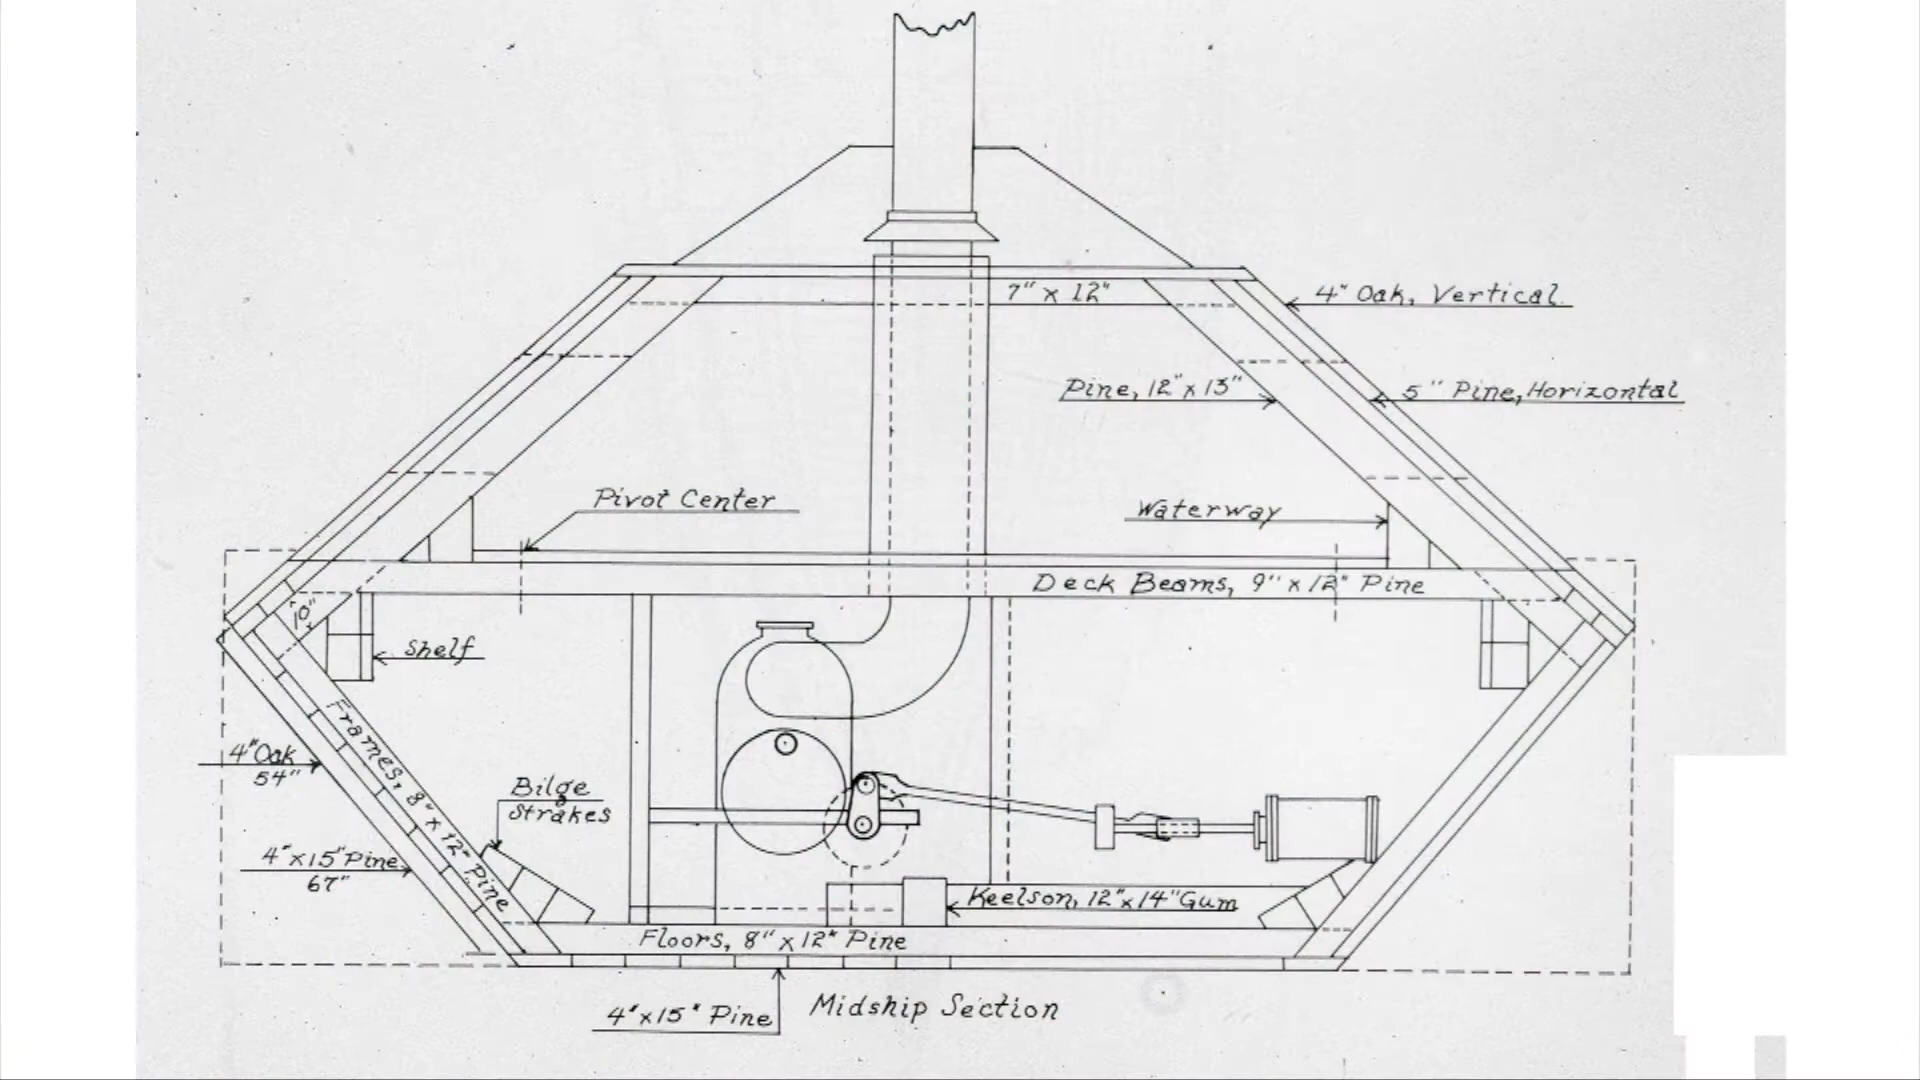 7" x 12"
4" Oak, Vertical
Pine, 12" x 13"
5" Pine, Horizontal
Pivot Center
Waterway
Deck Beams, 9" x 12" Pine
10"
Shelf
Frames, 8" x 12" Pine
4" Oak
54"
Bilge
Strakes
4" x 15" Pine
67"
Keelson, 12" x 14" Gum
Floors, 8" x 12" Pine
4" x 15" Pine
Midship Section